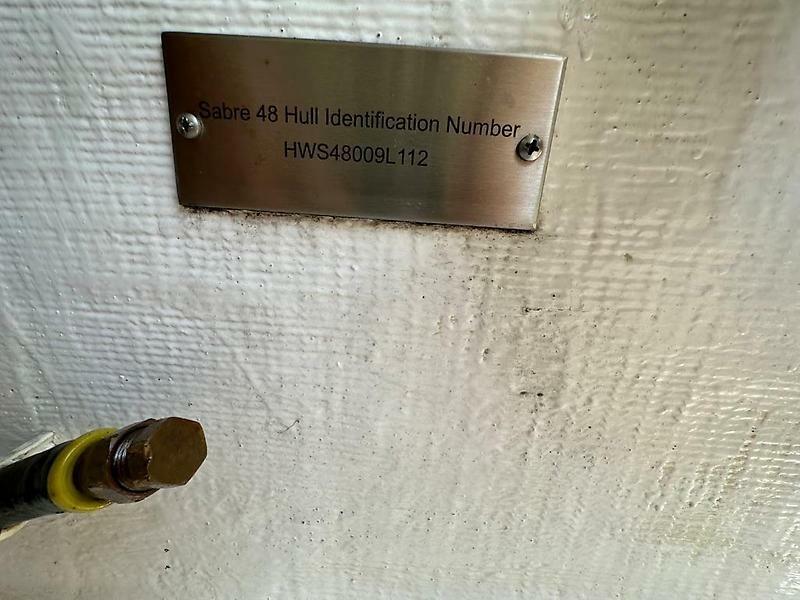 Sabre 48 Hull Identification Number
HWS48009L112